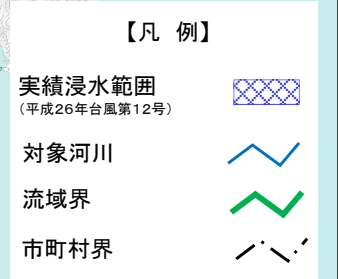 【凡 例】
実績浸水範囲
（平成26年台風第12号）
対象河川
流域界
市町村界